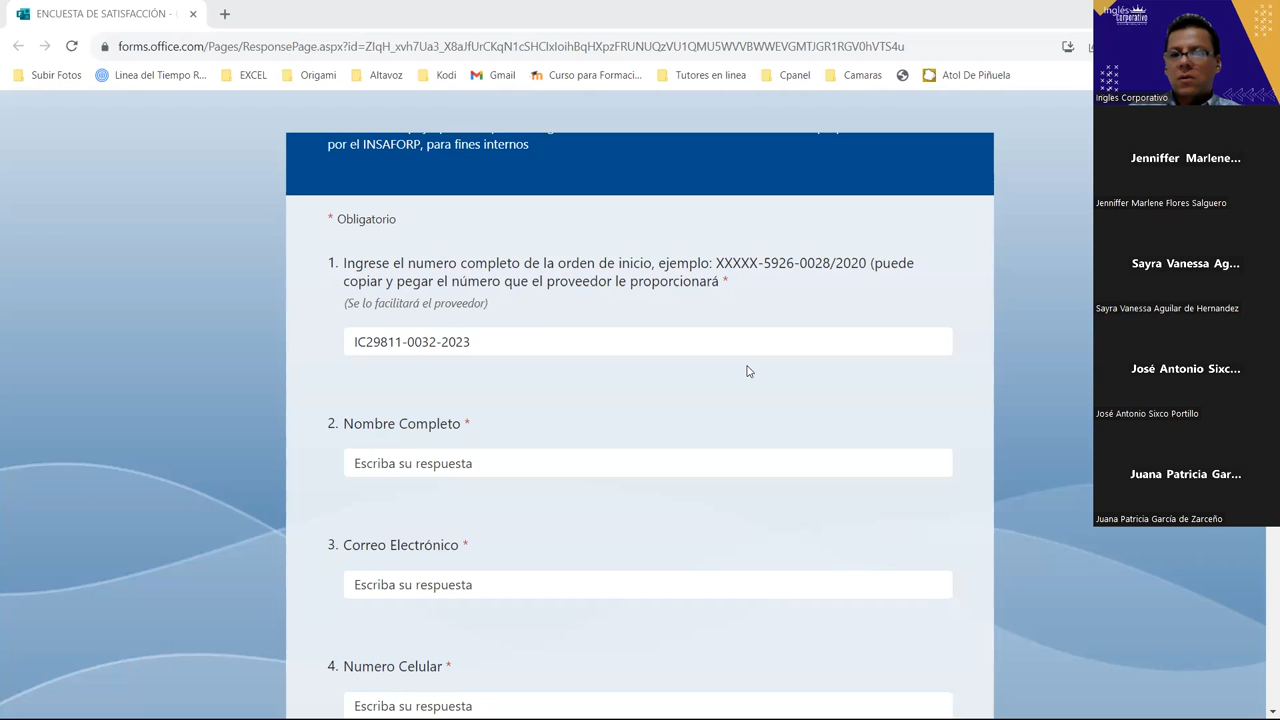 ENCUESTA DE SATISFACCIÓN - (
forms.office.com/Pages/ResponsePage.aspx?id=ZIqH_xvh7Ua3_X8aJfUrCKqN1cSHCIxIoihBqHXpzFRUNUQzVU1QMU5WVVBWWEVGMTJGR1RGV0hVTS4u
Subir Fotos
Linea del Tiempo R...
EXCEL
Origami
Altavoz
Kodi
Gmail
Curso para Formaci...
Tutores en linea
Cpanel
Camaras
Atol De Piñuela
por el INSAFORP, para fines internos
* Obligatorio
1. Ingrese el numero completo de la orden de inicio, ejemplo: XXXXX-5926-0028/2020 (puede
copiar y pegar el número que el proveedor le proporcionará *
(Se lo facilitará el proveedor)
IC29811-0032-2023
2. Nombre Completo *
Escriba su respuesta
3. Correo Electrónico *
Escriba su respuesta
4. Numero Celular *
Escriba su respuesta
Inglés
Corporativo
Ingles Corporativo
Jenniffer Marlene...
Jenniffer Marlene Flores Salguero
Sayra Vanessa Ag...
Sayra Vanessa Aguilar de Hernandez
José Antonio Sixc...
José Antonio Sixco Portillo
Juana Patricia Gar...
Juana Patricia García de Zarceño